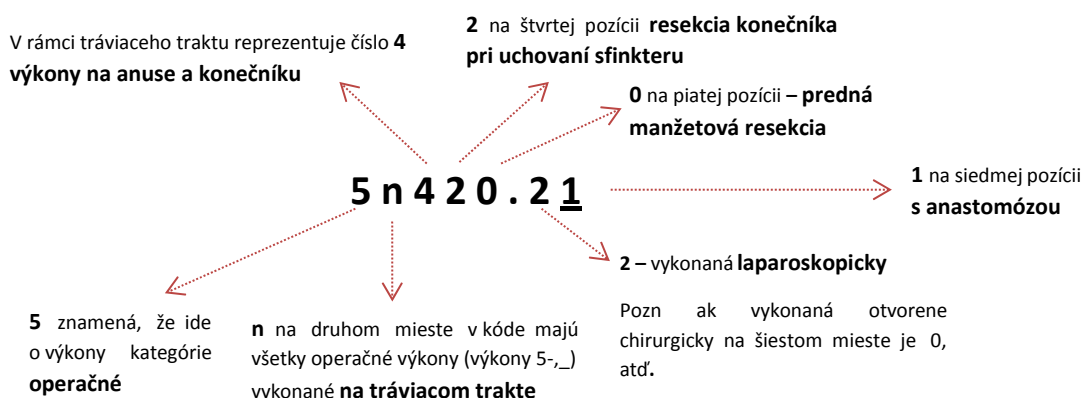 V rámci tráviaceho traktu reprezentuje číslo 4
výkony na anuse a konečníku
2 na štvrtej pozícii resekcia konečníka
pri uchovaní sfinkteru
0 na piatej pozícii – predná
manžetová resekcia
5 n 4 2 0 . 2 1
1 na siedmej pozícii
s anastomózou
2 – vykonaná laparoskopicky
Pozn ak vykonaná otvorene
chirurgicky na šiestom mieste je 0,
atď.
5 znamená, že ide
o výkony kategórie
operačné
n na druhom mieste v kóde majú
všetky operačné výkony (výkony 5-,_)
vykonané na tráviacom trakte